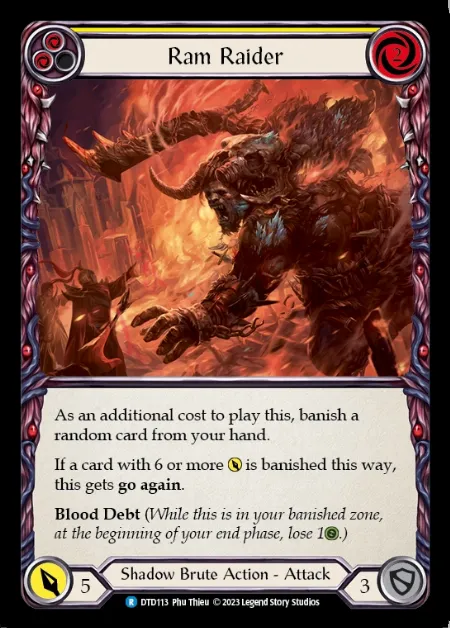 Ram Raider
2
As an additional cost to play this, banish a
random card from your hand.
If a card with 6 or more is banished this way,
this gets go again.
Blood Debt (While this is in your banished zone,
at the beginning of your end phase, lose 1 .)
5
Shadow Brute Action - Attack
3
R DTD113 Phu Thieu © 2023 Legend Story Studios